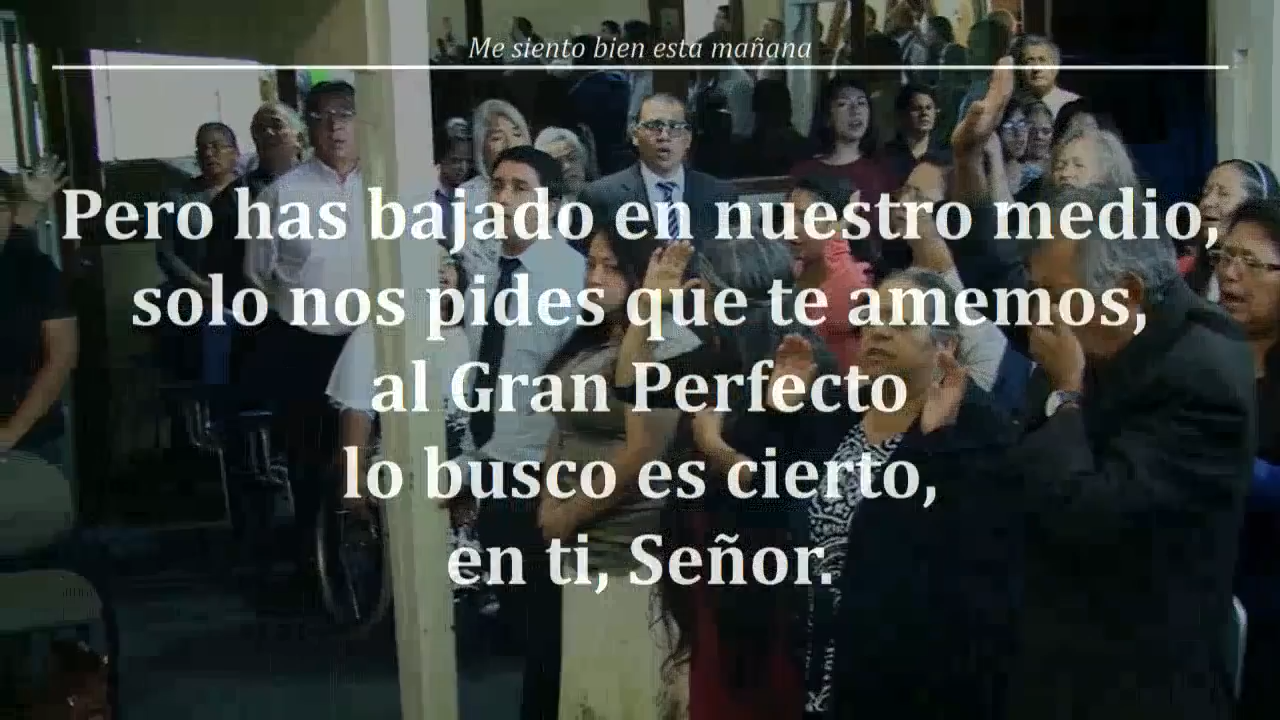 Me siento bien esta mañana
Pero has bajado en nuestro medio,
solo nos pides que te amemos,
al Gran Perfecto
lo busco es cierto,
en ti, Señor.